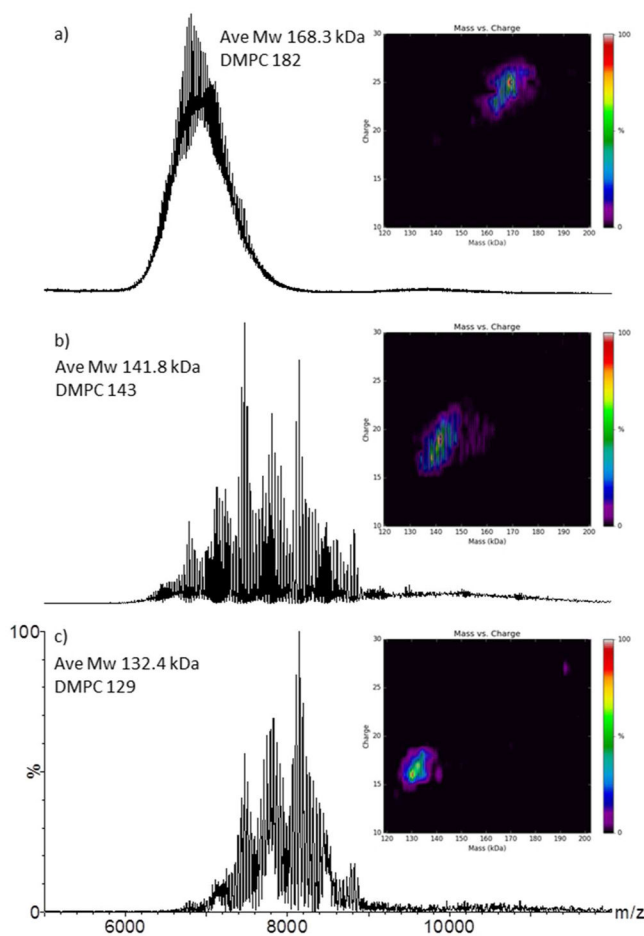 a)
Ave Mw 168.3 kDa
DMPC 182
Mass vs. Charge
30
25
20
15
10
Charge
120 130 140 150 160 170 180 190 200
Mass (kDa)
100
%
0
b)
Ave Mw 141.8 kDa
DMPC 143
Mass vs. Charge
30
25
20
15
10
Charge
120 130 140 150 160 170 180 190 200
Mass (kDa)
100
%
0
100
c)
Ave Mw 132.4 kDa
DMPC 129
%
0
Mass vs. Charge
30
25
20
15
10
Charge
120 130 140 150 160 170 180 190 200
Mass (kDa)
100
%
0
6000 8000 10000 m/z